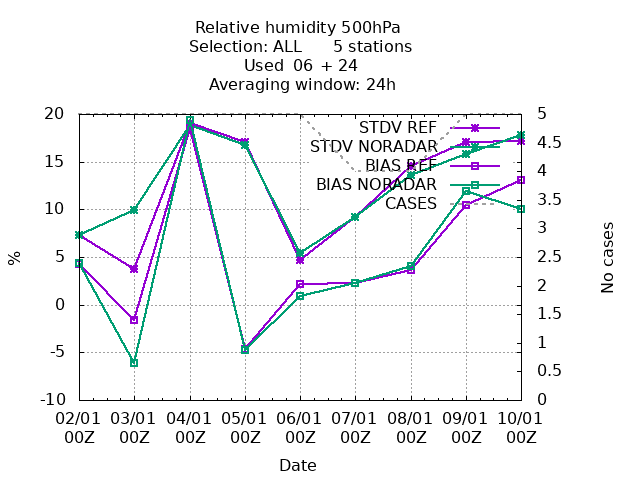 Relative humidity 500hPa
Selection: ALL      5 stations
Used  06 + 24
Averaging window: 24h
20
15
10
5
0
-5
-10
%
5
4.5
4
3.5
3
2.5
2
1.5
1
0.5
0
No cases
STDV REF
STDV NORADAR
BIAS REF
BIAS NORADAR
CASES
02/01 03/01 04/01 05/01 06/01 07/01 08/01 09/01 10/01
00Z 00Z 00Z 00Z 00Z 00Z 00Z 00Z 00Z
Date